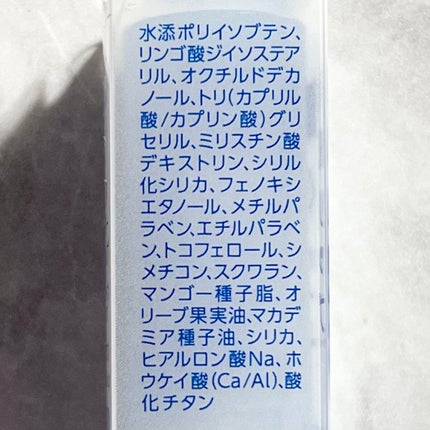 水添ポリイソブテン、
リンゴ酸ジイソステア
リル、オクチルドデカ
ノール、トリ(カプリル
酸/カプリン酸)グリ
セリル、ミリスチン酸
デキストリン、シリル
化シリカ、フェノキシ
エタノール、メチルパ
ラベン、エチルパラベ
ン、トコフェロール、シ
メチコン、スクワラン、
マンゴー種子脂、オ
リーブ果実油、マカデ
ミア種子油、シリカ、
ヒアルロン酸Na、ホ
ウケイ酸(Ca/Al)、酸
化チタン